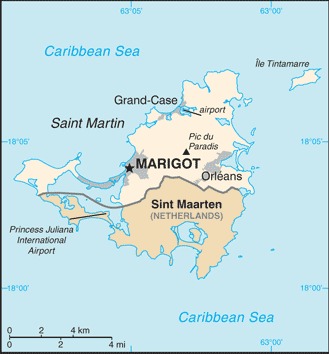 63°05'
63°00'
Caribbean Sea
Île Tintamarre
Grand-Case
airport
Saint Martin
18°05'
18°05'
Pic du
Paradis
MARIGOT
Orléans
Sint Maarten
(NETHERLANDS)
Princess Juliana
International
Airport
18°00'
18°00'
Caribbean Sea
0 2 4 km
0 2 4 mi